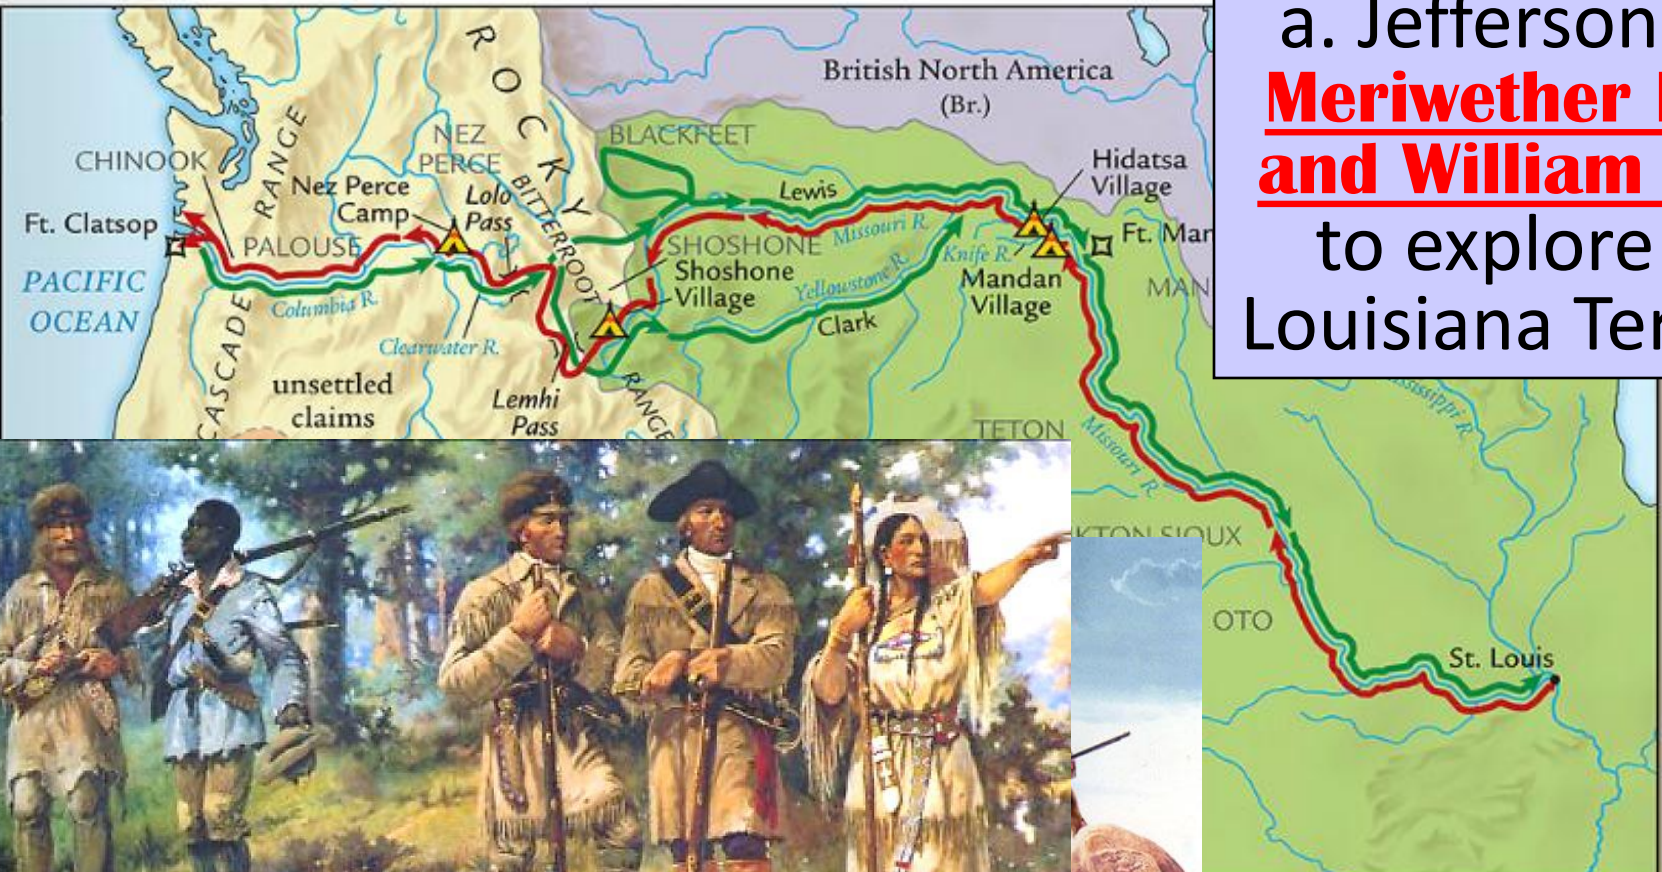 a. Jefferson
Meriwether
and William
to explore
Louisiana Ter
ROCKY
British North America
(Br.)
BLACKFEET
NEZ
PERCE
CHINOOK
RANGE
Hidatsa
Village
Nez Perce
Camp
Lolo
Pass
BITTERROOT
Lewis
Ft. Clatsop
PALOUSE
SHOSHONE
Missouri R.
Ft. Man
Knife R.
Shoshone
Village
Mandan
Village
MAN
PACIFIC
OCEAN
Columbia R.
Yellowstone R.
Clark
Clearwater R.
CASCADE
unsettled
claims
Lemhi
Pass
RANGE
ississippi R.
TETON
Missouri R.
KTON SIOUX
OTO
St. Louis